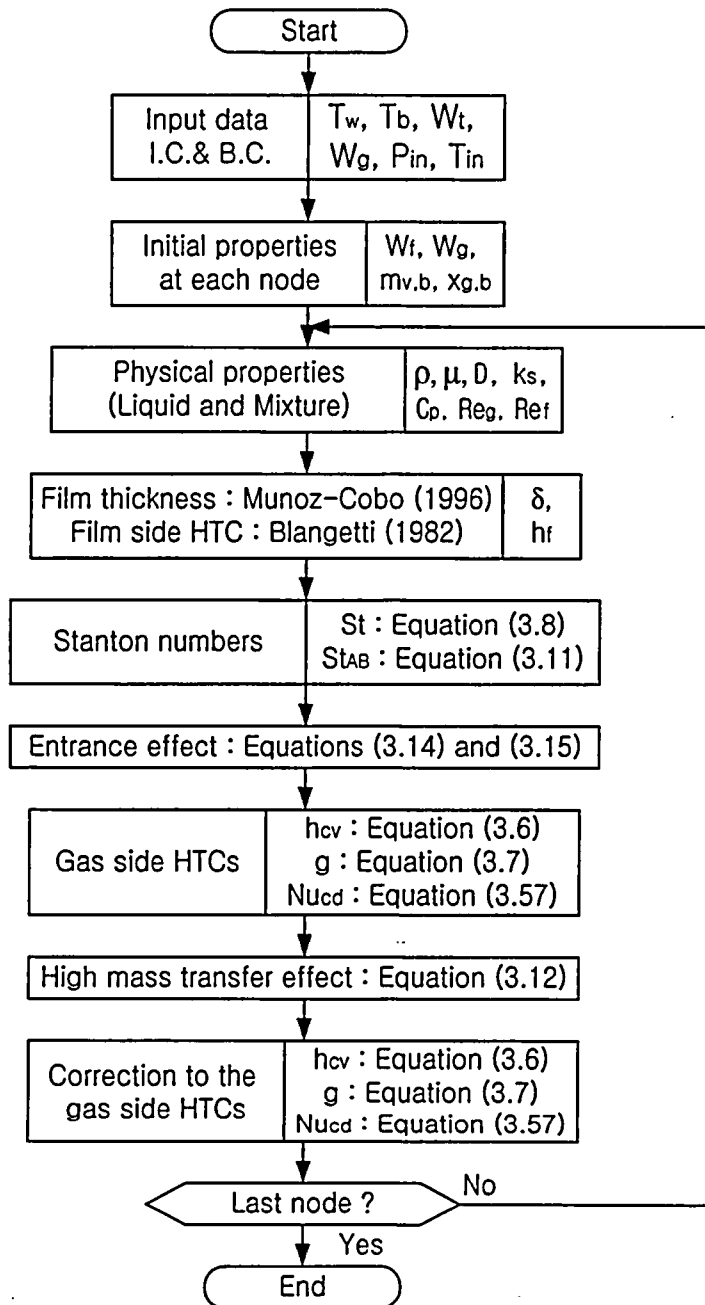 Start
Input data
I.C.& B.C.
Tw, Tb, Wt,
Wg, Pin, Tin
Initial properties
at each node
Wf, Wg,
mv.b, xg.b
Physical properties
(Liquid and Mixture)
ρ, μ, D, ks,
Cp, Reg, Ref
Film thickness : Munoz-Cobo (1996)
Film side HTC : Blangetti (1982)
δ,
hf
Stanton numbers
St : Equation (3.8)
StAB : Equation (3.11)
Entrance effect : Equations (3.14) and (3.15)
Gas side HTCs
hcv : Equation (3.6)
g : Equation (3.7)
Nucd : Equation (3.57)
High mass transfer effect : Equation (3.12)
Correction to the
gas side HTCs
hcv : Equation (3.6)
g : Equation (3.7)
Nucd : Equation (3.57)
Last node ?
No
Yes
End